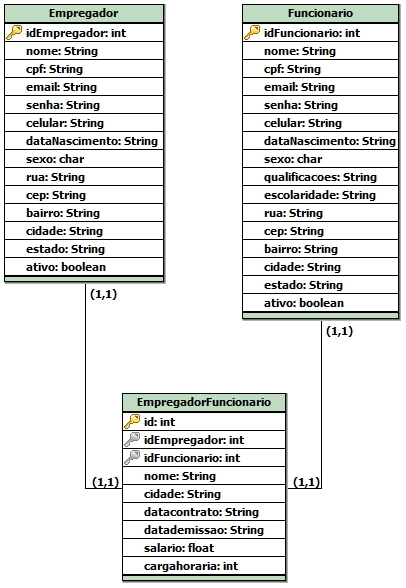 Empregador
idEmpregador: int
nome: String
cpf: String
email: String
senha: String
celular: String
dataNascimento: String
sexo: char
rua: String
cep: String
bairro: String
cidade: String
estado: String
ativo: boolean
(1,1)
Funcionario
idFuncionario: int
nome: String
cpf: String
email: String
senha: String
celular: String
dataNascimento: String
sexo: char
qualificacoes: String
escolaridade: String
rua: String
cep: String
bairro: String
cidade: String
estado: String
ativo: boolean
(1,1)
EmpregadorFuncionario
id: int
idEmpregador: int
idFuncionario: int
nome: String
cidade: String
datacontrato: String
datademissao: String
salario: float
cargahoraria: int
(1,1)
(1,1)